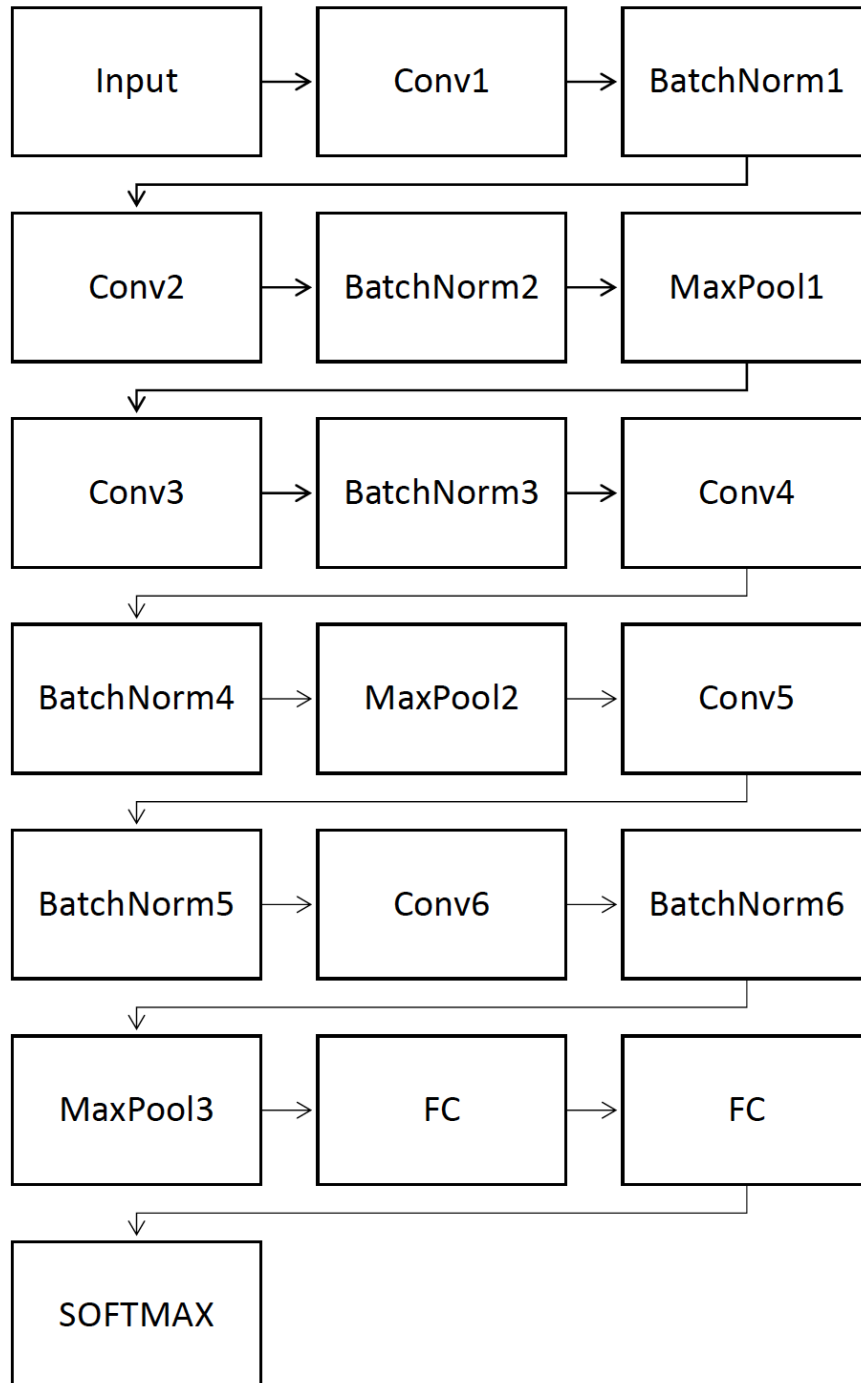 Input
Conv1
BatchNorm1
Conv2
BatchNorm2
MaxPool1
Conv3
BatchNorm3
Conv4
BatchNorm4
MaxPool2
Conv5
BatchNorm5
Conv6
BatchNorm6
MaxPool3
FC
FC
SOFTMAX